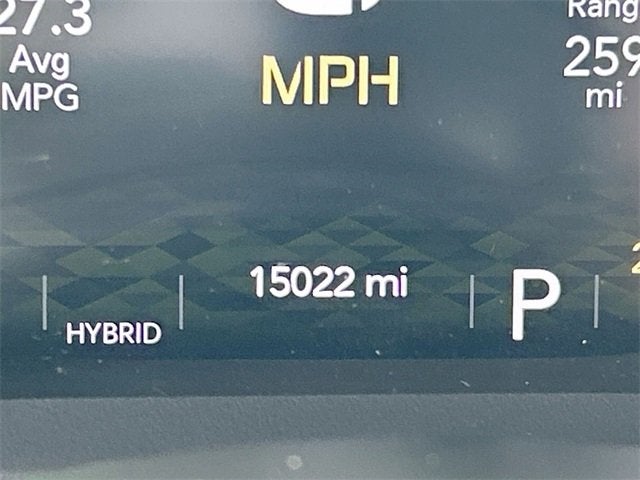 27.3
Avg
MPG
MPH
Rang
259
mi
15022 mi
P
HYBRID